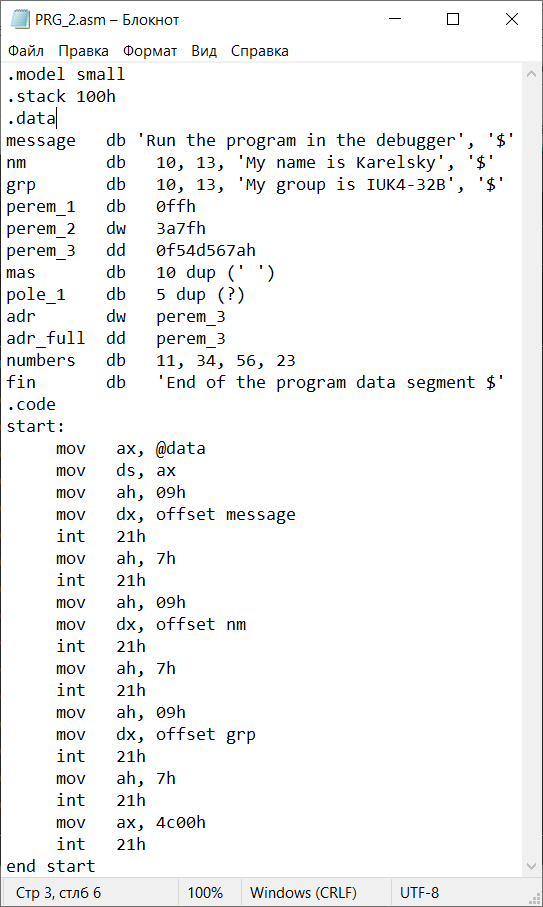 PRG_2.asm – Блокнот
Файл Правка Формат Вид Справка
.model small
.stack 100h
.data
message db 'Run the program in the debugger', '$'
nm db 10, 13, 'My name is Karelsky', '$'
grp db 10, 13, 'My group is IUK4-32B', '$'
perem_1 db 0ffh
perem_2 dw 3a7fh
perem_3 dd 0f54d567ah
mas db 10 dup (' ')
pole_1 db 5 dup (?)
adr dw perem_3
adr_full dd perem_3
numbers db 11, 34, 56, 23
fin db 'End of the program data segment $'
.code
start:
mov ax, @data
mov ds, ax
mov ah, 09h
mov dx, offset message
int 21h
mov ah, 7h
int 21h
mov ah, 09h
mov dx, offset nm
int 21h
mov ah, 7h
int 21h
mov ah, 09h
mov dx, offset grp
int 21h
mov ah, 7h
int 21h
mov ax, 4c00h
int 21h
end start
Стр 3, стлб 6 100% Windows (CRLF) UTF-8